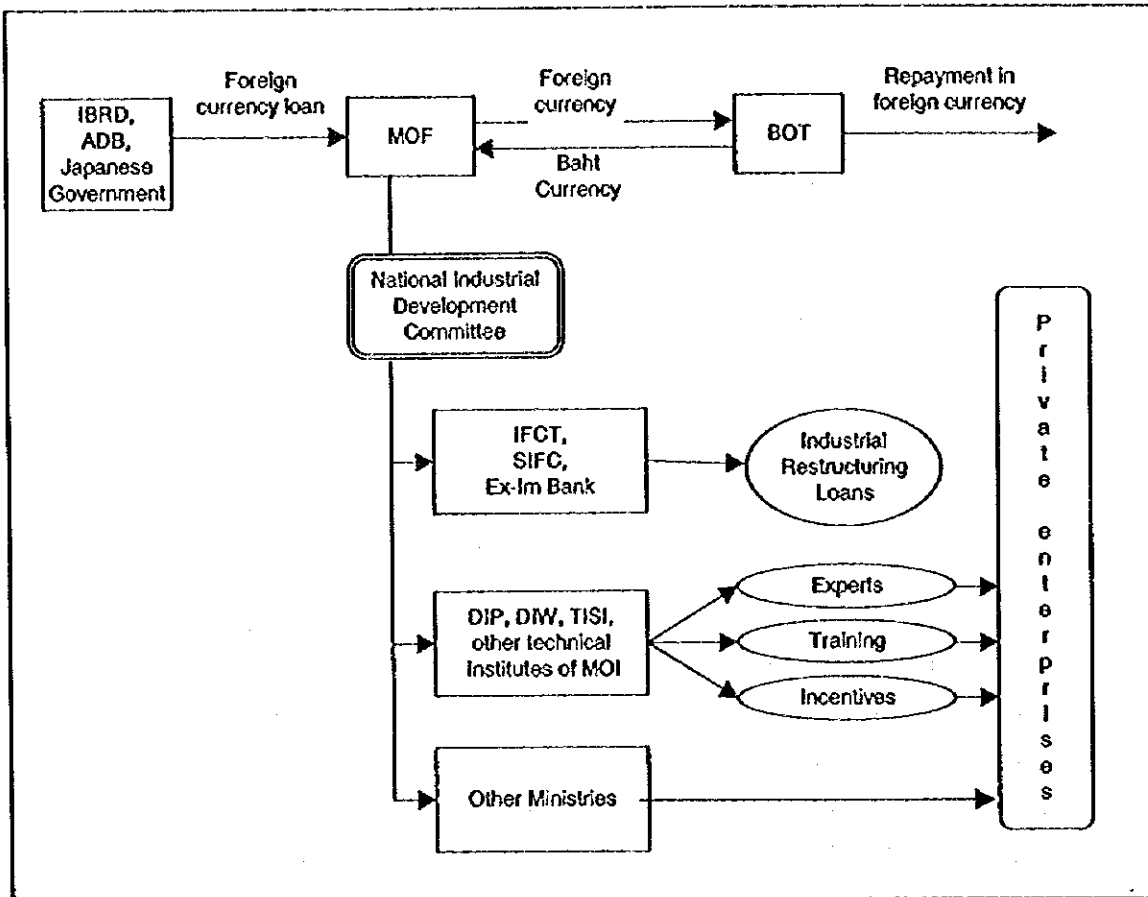 Foreign
currency loan
Foreign
currency
Repayment in
foreign currency
IBRD,
ADB,
Japanese
Government
MOF
BOT
Baht
Currency
National Industrial
Development
Committee
IFCT,
SIFC,
Ex-Im Bank
Industrial
Restructuring
Loans
DIP, DIW, TISI,
other technical
institutes of MOI
Experts
Training
Incentives
Other Ministries
Private enterprises